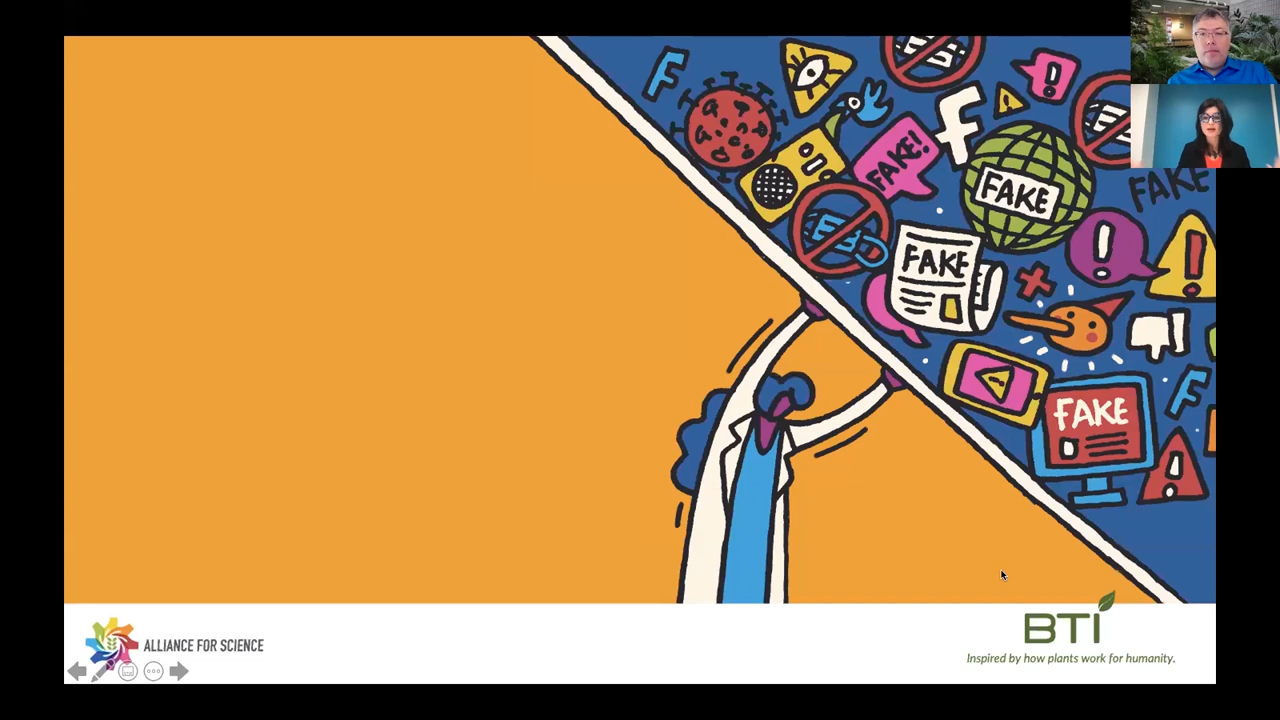 F
FAKE!
f
FAKE
FAKE
FAKE
F
FAKE
ALLIANCE FOR SCIENCE
BTI
Inspired by how plants work for humanity.